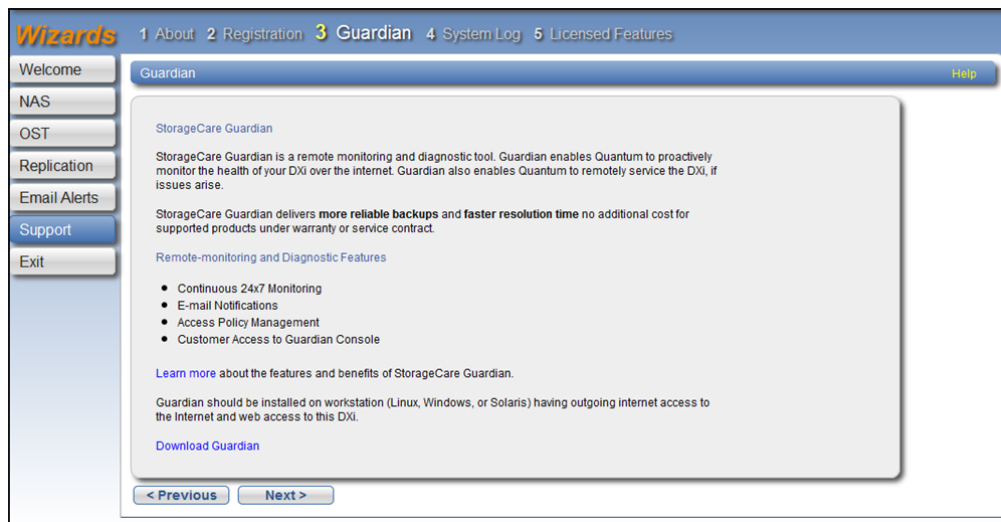 Wizards
1 About 2 Registration 3 Guardian 4 System Log 5 Licensed Features
Welcome
NAS
OST
Replication
Email Alerts
Support
Exit
Guardian
Help
StorageCare Guardian
StorageCare Guardian is a remote monitoring and diagnostic tool. Guardian enables Quantum to proactively
monitor the health of your DXi over the internet. Guardian also enables Quantum to remotely service the DXi, if
issues arise.
StorageCare Guardian delivers more reliable backups and faster resolution time no additional cost for
supported products under warranty or service contract.
Remote-monitoring and Diagnostic Features
• Continuous 24x7 Monitoring
• E-mail Notifications
• Access Policy Management
• Customer Access to Guardian Console
Learn more about the features and benefits of StorageCare Guardian.
Guardian should be installed on workstation (Linux, Windows, or Solaris) having outgoing internet access to
the Internet and web access to this DXi.
Download Guardian
< Previous
Next >